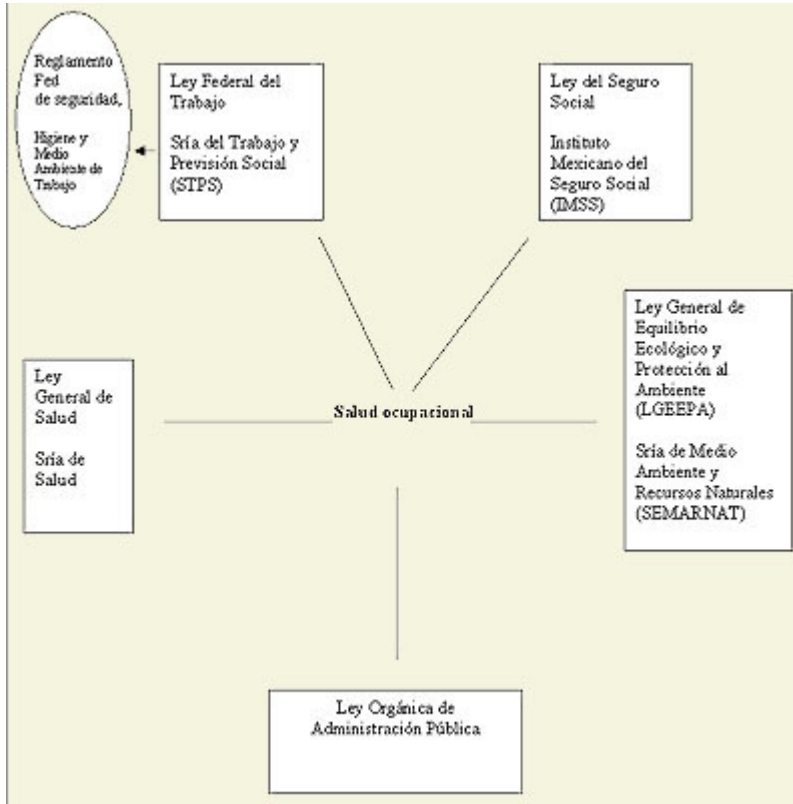 Reglamento
Fed
de seguridad,
Higiene y
Medio
Ambiente de
Trabajo
Ley Federal del
Trabajo
Sría del Trabajo y
Previsión Social
(STPS)
Ley del Seguro
Social
Instituto
Mexicano del
Seguro Social
(IMSS)
Ley General de
Equilibrio
Ecológico y
Protección al
Ambiente
(LGEEPA)
Sría de Medio
Ambiente y
Recursos Naturales
(SEMARNAT)
Ley
General de
Salud
Sría de
Salud
Salud ocupacional
Ley Orgánica de
Administración Pública